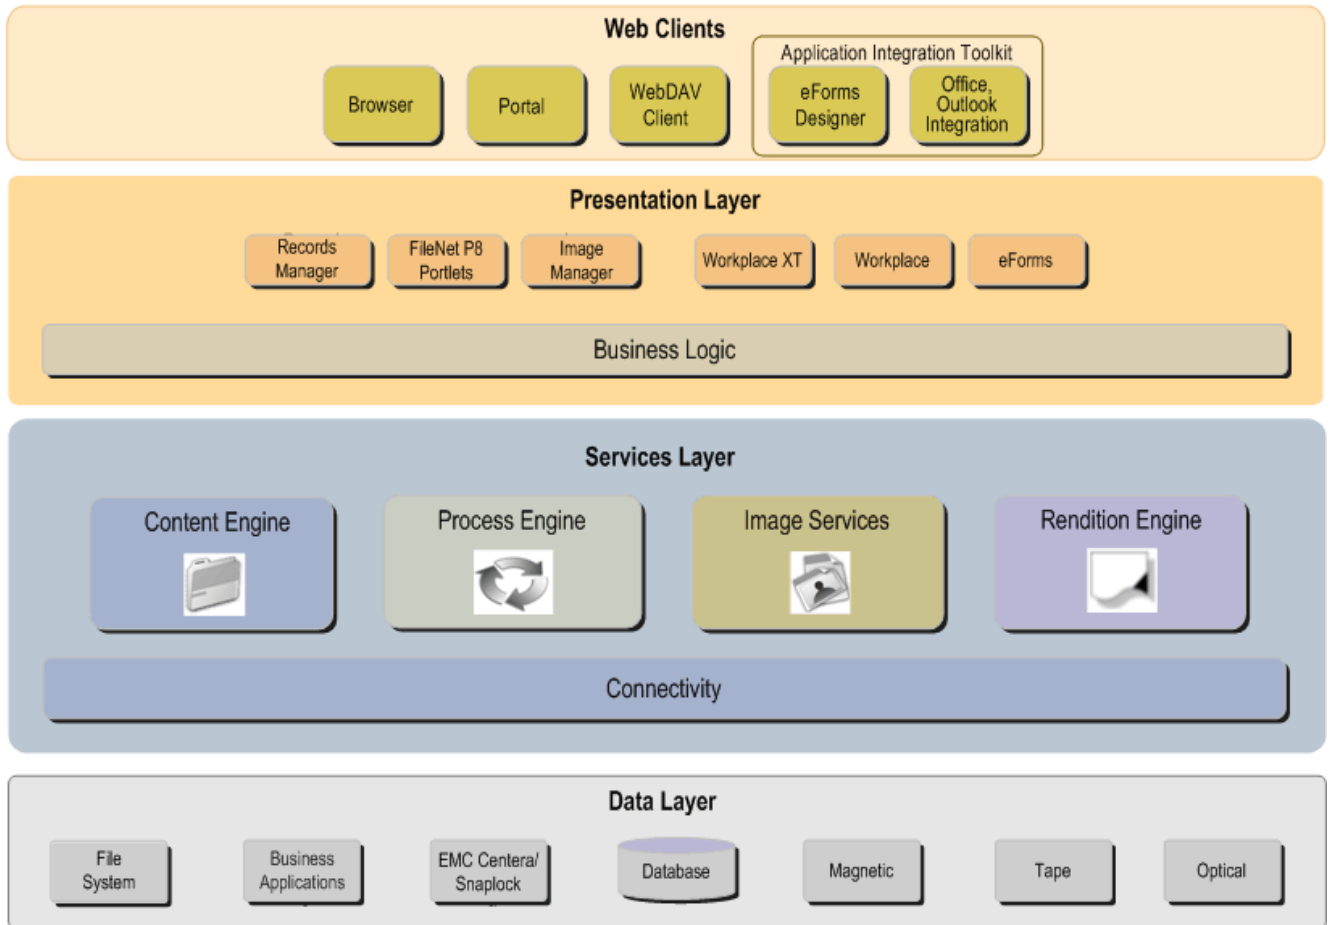 Web Clients
Application Integration Toolkit
Browser
Portal
WebDAV
Client
eForms
Designer
Office,
Outlook
Integration
Presentation Layer
Records
Manager
FileNet P8
Portlets
Image
Manager
Workplace XT
Workplace
eForms
Business Logic
Services Layer
Content Engine
Process Engine
Image Services
Rendition Engine
Connectivity
Data Layer
File
System
Business
Applications
EMC Centera/
Snaplock
Database
Magnetic
Tape
Optical